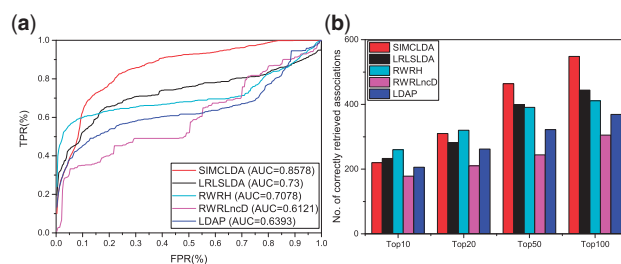 (a)
TPR(%)
1.0
0.8
0.6
0.4
0.2
0.0
SIMCLDA (AUC=0.8578)
LRLSLDA (AUC=0.73)
RWRH (AUC=0.7078)
RWRLncD (AUC=0.6121)
LDAP (AUC=0.6393)
0.0 0.1 0.2 0.3 0.4 0.5 0.6 0.7 0.8 0.9 1.0
FPR(%)
(b)
No. of corredtly retrieved associations
600
400
200
0
SIMCLDA
LRLSLDA
RWRH
RWRLncD
LDAP
Top10 Top20 Top50 Top100